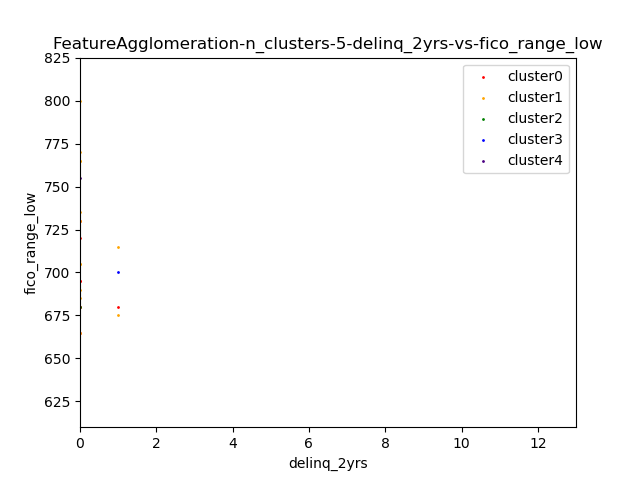 FeatureAgglomeration-n_clusters-5-delinq_2yrs-vs-fico_range_low
cluster0
cluster1
cluster2
cluster3
cluster4
fico_range_low
825
800
775
750
725
700
675
650
625
0 2 4 6 8 10 12
delinq_2yrs